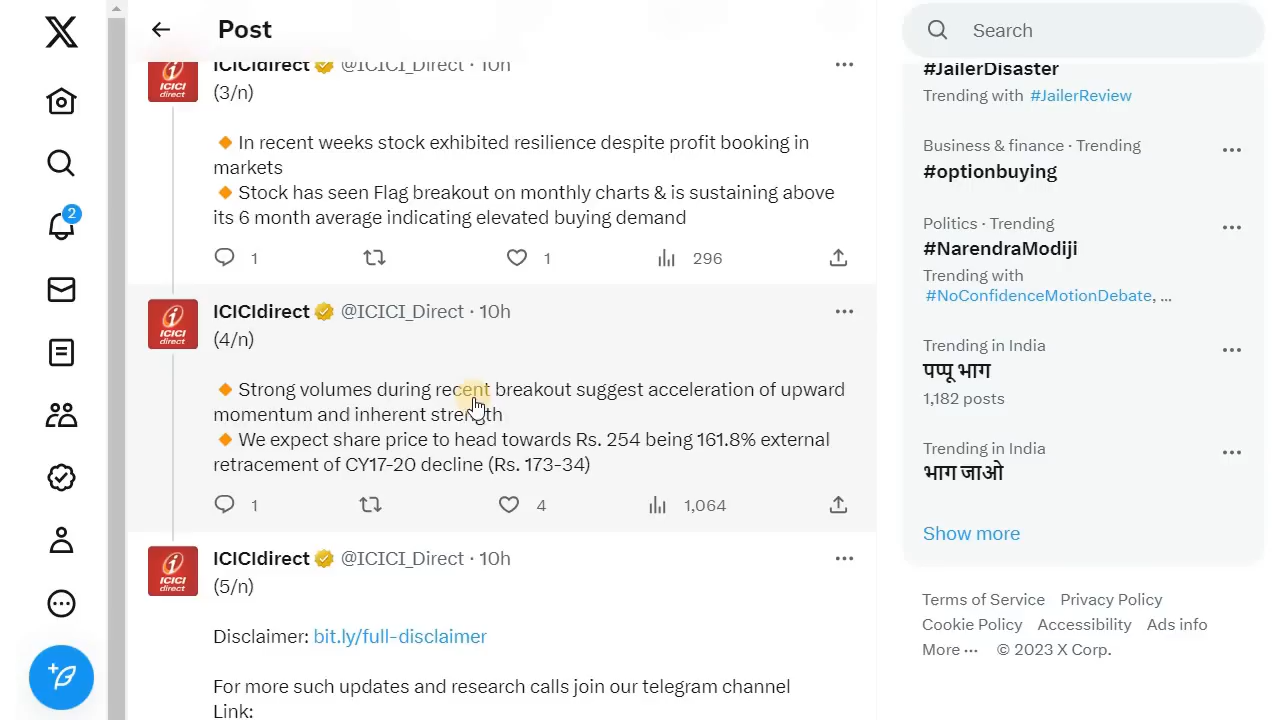 Post
Search
ICICIdirect @ICICI_Direct · 10h
(3/n)
🔸 In recent weeks stock exhibited resilience despite profit booking in
markets
🔸 Stock has seen Flag breakout on monthly charts & is sustaining above
its 6 month average indicating elevated buying demand
1
1
296
ICICIdirect @ICICI_Direct · 10h
(4/n)
🔸 Strong volumes during recent breakout suggest acceleration of upward
momentum and inherent strength
🔸 We expect share price to head towards Rs. 254 being 161.8% external
retracement of CY17-20 decline (Rs. 173-34)
1
4
1,064
ICICIdirect @ICICI_Direct · 10h
(5/n)
Disclaimer: bit.ly/full-disclaimer
For more such updates and research calls join our telegram channel
Link:
2
ICICI
direct
ICICI
direct
ICICI
direct
#JailerDisaster
Trending with #JailerReview
Business & finance · Trending
#optionbuying
Politics · Trending
#NarendraModiji
Trending with
#NoConfidenceMotionDebate, ...
Trending in India
पप्पू भाग
1,182 posts
Trending in India
भाग जाओ
Show more
Terms of Service Privacy Policy
Cookie Policy Accessibility Ads info
More ··· © 2023 X Corp.